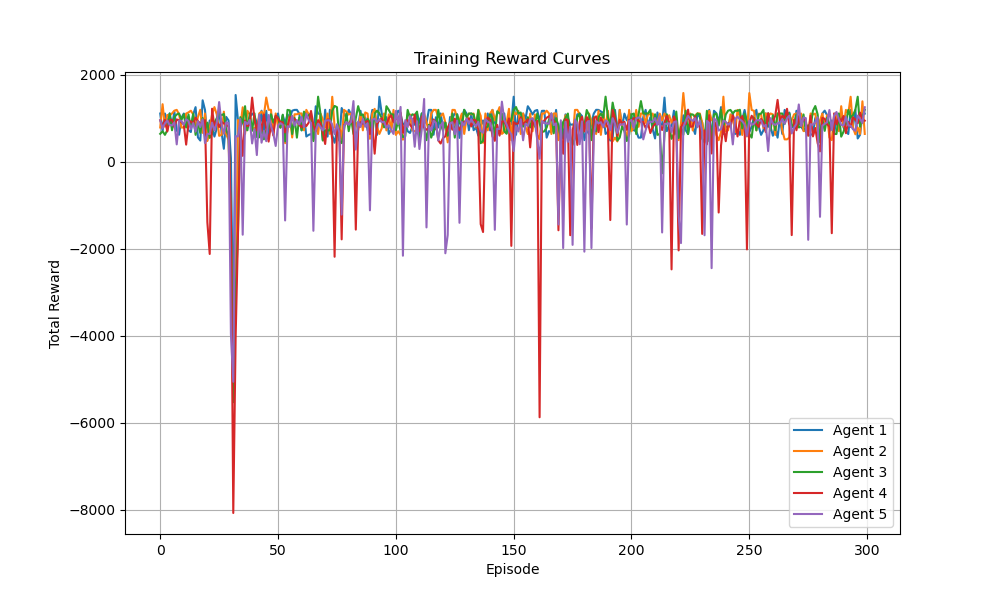 Training Reward Curves
Total Reward
2000
0
−2000
−4000
−6000
−8000
0 50 100 150 200 250 300
Episode
Agent 1
Agent 2
Agent 3
Agent 4
Agent 5